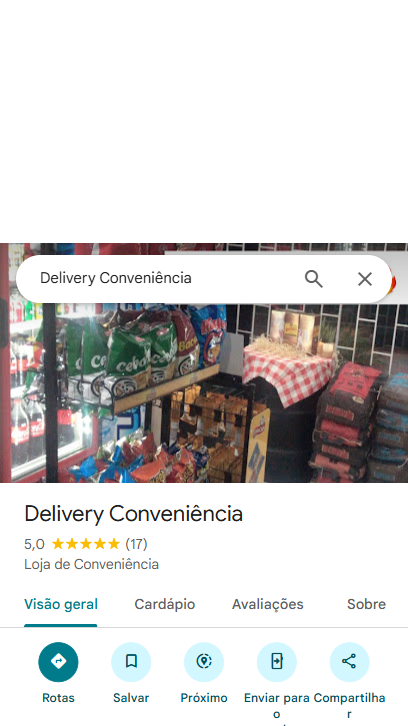 Delivery Conveniência
Delivery Conveniência
5,0 ★★★★★ (17)
Loja de Conveniência
Visão geral Cardápio Avaliações Sobre
Rotas Salvar Próximo Enviar para o Compartilhar